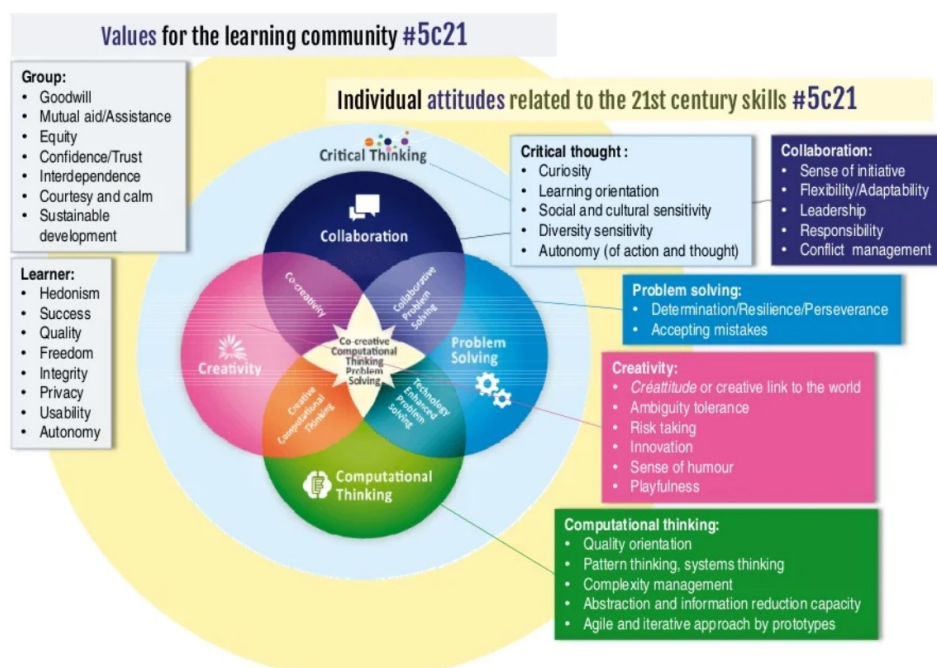 Values for the learning community #5c21
Group:
• Goodwill
• Mutual aid/Assistance
• Equity
• Confidence/Trust
• Interdependence
• Courtesy and calm
• Sustainable
development
Learner:
• Hedonism
• Success
• Quality
• Freedom
• Integrity
• Privacy
• Usability
• Autonomy
Individual attitudes related to the 21st century skills #5c21
Critical Thinking
Collaboration
Co-creativity
Collaborative
Problem
Solving
Creativity
Co-creative
Computational
Thinking
Problem
Solving
Problem
Solving
Creative
Computational
Thinking
Technology
Enhanced
Problem
Solving
Computational
Thinking
Critical thought :
• Curiosity
• Learning orientation
• Social and cultural sensitivity
• Diversity sensitivity
• Autonomy (of action and thought)
Collaboration:
• Sense of initiative
• Flexibility/Adaptability
• Leadership
• Responsibility
• Conflict management
Problem solving:
• Determination/Resilience/Perseverance
• Accepting mistakes
Creativity:
• Créattitude or creative link to the world
• Ambiguity tolerance
• Risk taking
• Innovation
• Sense of humour
• Playfulness
Computational thinking:
• Quality orientation
• Pattern thinking, systems thinking
• Complexity management
• Abstraction and information reduction capacity
• Agile and iterative approach by prototypes